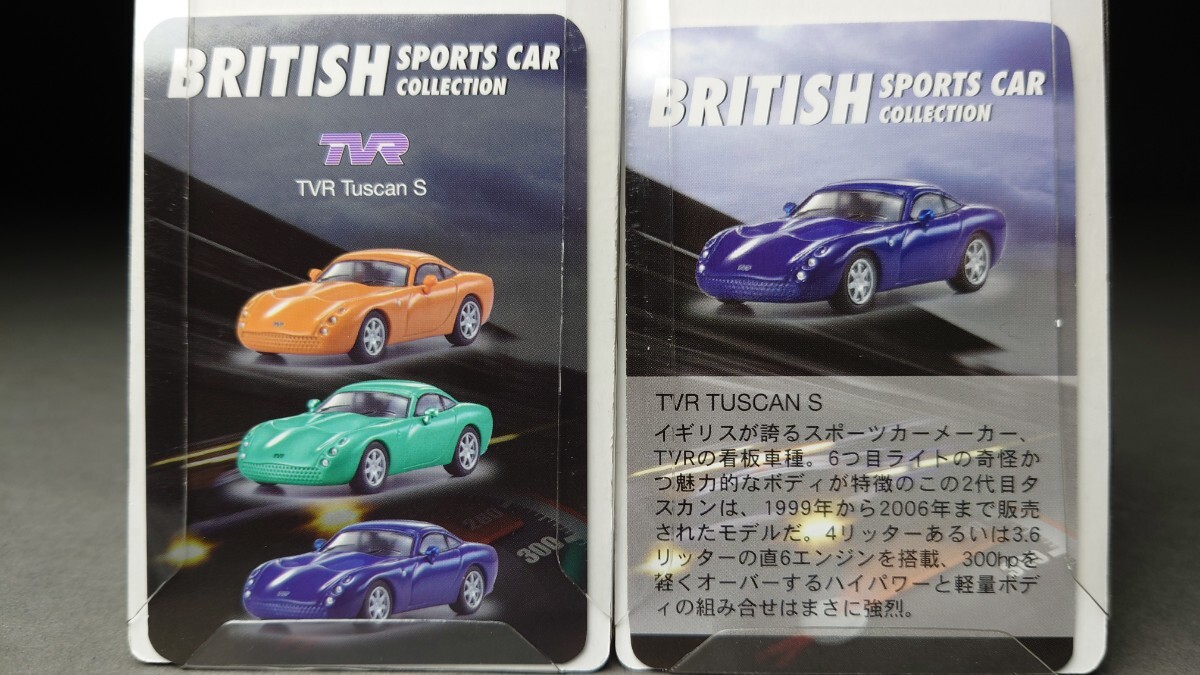 BRITISH SPORTS CAR
COLLECTION
TVR
TVR Tuscan S
280
300
BRITISH SPORTS CAR
COLLECTION
TVR TUSCAN S
イギリスが誇るスポーツカーメーカー、
TVRの看板車種。6つ目ライトの奇怪か
つ魅力的なボディが特徴のこの2代目タ
スカンは、1999年から2006年まで販売
されたモデルだ。4リッターあるいは3.6
リッターの直6エンジンを搭載、300hpを
軽くオーバーするハイパワーと軽量ボデ
ィの組み合せはまさに強烈。